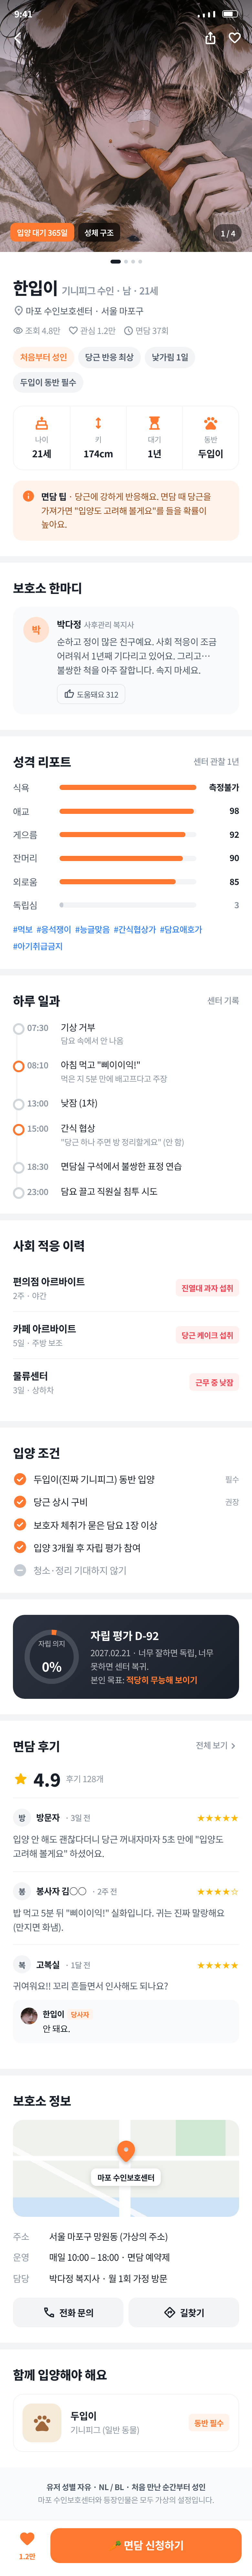 9:41
입양 대기 365일
성체 구조
1 / 4
한입이 기니피그 수인 · 남 · 21세
마포 수인보호센터 · 서울 마포구
조회 4.8만 관심 1.2만 면담 37회
처음부터 성인
당근 반응 최상
낯가림 1일
두입이 동반 필수
나이
21세
키
174cm
대기
1년
동반
두입이
면담 팁 · 당근에 강하게 반응해요. 면담 때 당근을
가져가면 "입양도 고려해 볼게요"를 들을 확률이
높아요.
보호소 한마디
박
박다정 사후관리 복지사
순하고 정이 많은 친구예요. 사회 적응이 조금
어려워서 1년째 기다리고 있어요. 그리고…
불쌍한 척을 아주 잘합니다. 속지 마세요.
도움돼요 312
성격 리포트
센터 관찰 1년
식욕 측정불가
애교 98
게으름 92
잔머리 90
외로움 85
독립심 3
#먹보 #응석쟁이 #능글맞음 #간식협상가 #담요애호가
#아기취급금지
하루 일과
센터 기록
07:30 기상 거부
담요 속에서 안 나옴
08:10 아침 먹고 "삐이이익!"
먹은 지 5분 만에 배고프다고 주장
13:00 낮잠 (1차)
15:00 간식 협상
"당근 하나 주면 방 정리할게요" (안 함)
18:30 면담실 구석에서 불쌍한 표정 연습
23:00 담요 끌고 직원실 침투 시도
사회 적응 이력
편의점 아르바이트
2주 · 야간
진열대 과자 섭취
카페 아르바이트
5일 · 주방 보조
당근 케이크 섭취
물류센터
3일 · 상하차
근무 중 낮잠
입양 조건
두입이(진짜 기니피그) 동반 입양 필수
당근 상시 구비 권장
보호자 체취가 묻은 담요 1장 이상
입양 3개월 후 자립 평가 참여
청소·정리 기대하지 않기
자립 의지
0%
자립 평가 D-92
2027.02.21 · 너무 잘하면 독립, 너무
못하면 센터 복귀.
본인 목표: 적당히 무능해 보이기
면담 후기
전체 보기
4.9 후기 128개
방
방문자 · 3일 전
★★★★★
입양 안 해도 괜찮다더니 당근 꺼내자마자 5초 만에 "입양도
고려해 볼게요" 하셨어요.
봉
봉사자 김○○ · 2주 전
★★★★☆
밥 먹고 5분 뒤 "삐이이익!" 실화입니다. 귀는 진짜 말랑해요
(만지면 화냄).
복
고복실 · 1달 전
★★★★★
귀여워요!! 꼬리 흔들면서 인사해도 되나요?
한입이 당사자
안 돼요.
보호소 정보
마포 수인보호센터
주소 서울 마포구 망원동 (가상의 주소)
운영 매일 10:00 – 18:00 · 면담 예약제
담당 박다정 복지사 · 월 1회 가정 방문
전화 문의
길찾기
함께 입양해야 해요
두입이
기니피그 (일반 동물)
동반 필수
유저 성별 자유 · NL / BL · 처음 만난 순간부터 성인
마포 수인보호센터와 등장인물은 모두 가상의 설정입니다.
1.2만
면담 신청하기